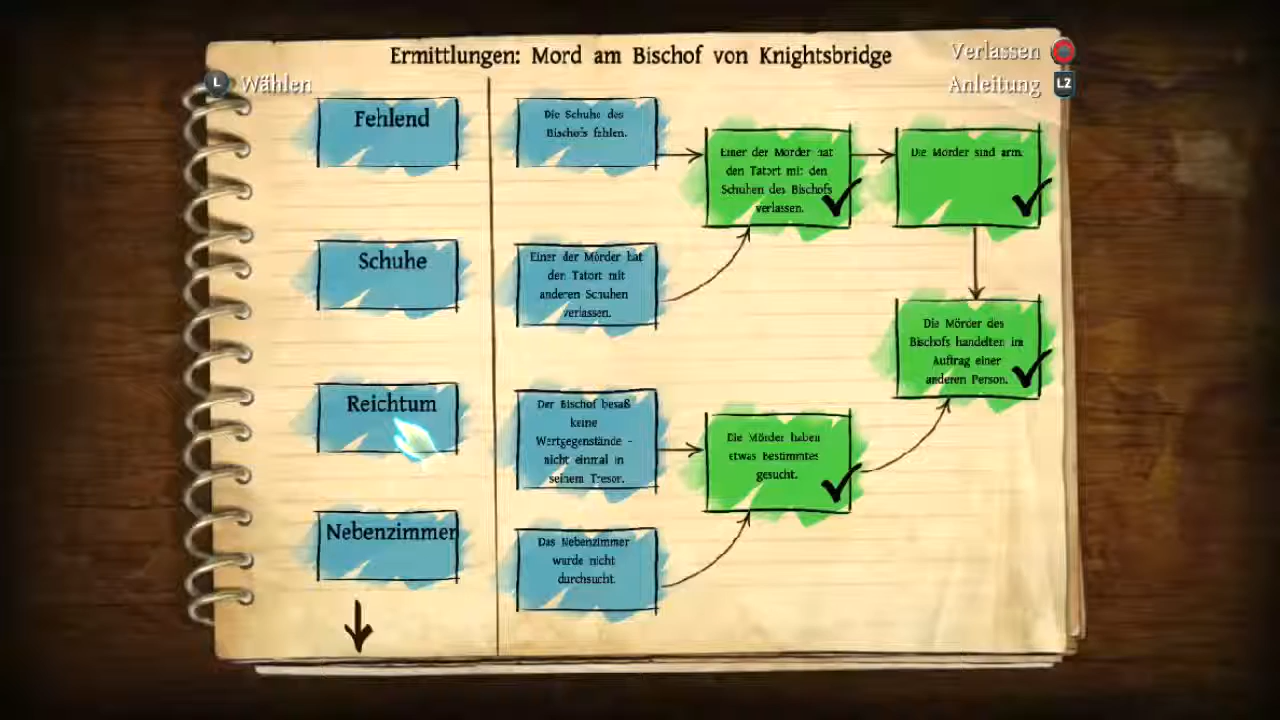 Ermittlungen: Mord am Bischof von Knightsbridge
Verlassen
L Wählen
Anleitung L2
Fehlend
Schuhe
Reichtum
Nebenzimmer
Die Schuhe des
Bischofs fehlen.
Einer der Mörder hat
den Tatort mit
anderen Schuhen
verlassen.
Der Bischof besaß
keine
Wertgegenstände -
nicht einmal in
seinem Tresor.
Das Nebenzimmer
wurde nicht
durchsucht.
Einer der Mörder hat
den Tatort mit den
Schuhen des Bischofs
verlassen.
Die Mörder haben
etwas Bestimmtes
gesucht.
Die Mörder sind arm.
Die Mörder des
Bischofs handelten im
Auftrag einer
anderen Person.